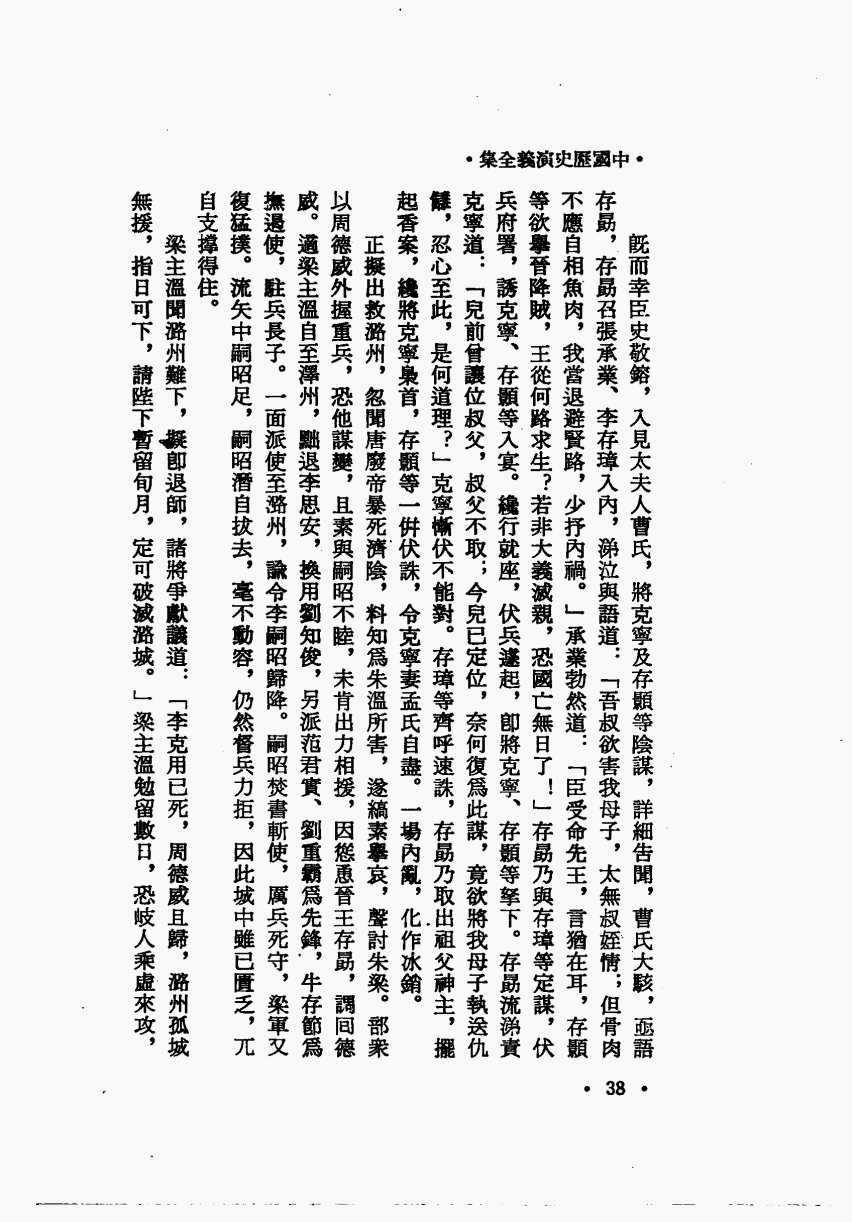 •中國歷史演義全集•
既而幸臣史敬鎔，入見太夫人曹氏，將克寧及存顥等陰謀，詳細告聞，曹氏大駭，亟語
存勗，存勗召張承業、李存璋入內，涕泣與語道：「吾叔欲害我母子，太無叔姪情；但骨肉
不應自相魚肉，我當退避賢路，少抒內禍。」承業勃然道：「臣受命先王，言猶在耳，存顥
等欲舉晉降賊，王從何路求生？若非大義滅親，恐國亡無日了！」存勗乃與存璋等定謀，伏
兵府署，誘克寧、存顥等入宴。纔行就座，伏兵遽起，卽將克寧、存顥等拏下。存勗流涕責
克寧道：「兒前曾讓位叔父，叔父不取；今兒已定位，奈何復爲此謀，竟欲將我母子執送仇
讎，忍心至此，是何道理？」克寧慚伏不能對。存璋等齊呼速誅，存勗乃取出祖父神主，擺
起香案，纔將克寧梟首，存顥等一倂伏誅，令克寧妻孟氏自盡。一場內亂，化作冰銷。
正擬出救潞州，忽聞唐廢帝暴死濟陰，料知爲朱溫所害，遂縞素舉哀，聲討朱梁。部衆
以周德威外握重兵，恐他謀變，且素與嗣昭不睦，未肯出力相援，因慫恿晉王存勗，調回德
威。適梁主溫自至澤州，黜退李思安，換用劉知俊，另派范君實、劉重霸爲先鋒，牛存節爲
撫遏使，駐兵長子。一面派使至潞州，諭令李嗣昭歸降。嗣昭焚書斬使，厲兵死守，梁軍又
復猛撲。流矢中嗣昭足，嗣昭潛自拔去，毫不動容，仍然督兵力拒，因此城中雖已匱乏，兀
自支撐得住。
梁主溫聞潞州難下，擬卽退師，諸將爭獻議道：「李克用已死，周德威且歸，潞州孤城
無援，指日可下，請陛下暫留旬月，定可破滅潞城。」梁主溫勉留數日，恐岐人乘虛來攻，
• 38 •